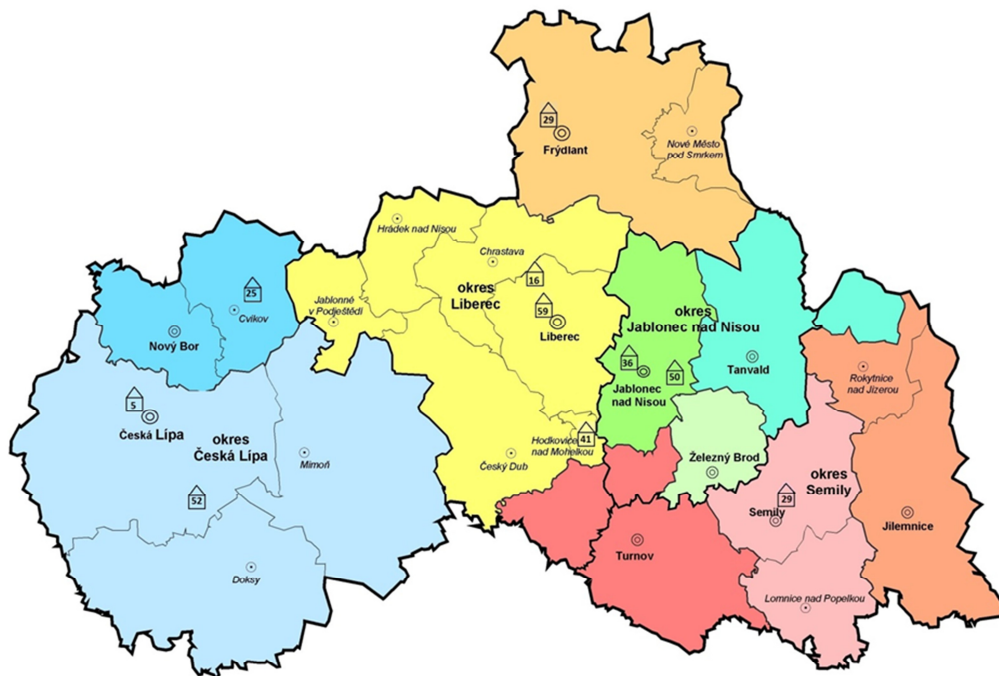 29
Frýdlant
Nové Město
pod Smrkem
Hrádek nad Nisou
Chrastava
16
okres
Liberec
59
Liberec
25
Cvikov
Jablonné
v Podještědí
Nový Bor
okres
Jablonec nad Nisou
36
50
Jablonec
nad Nisou
Tanvald
Rokytnice
nad Jizerou
5
Česká Lípa
okres
Česká Lípa
Mimoň
52
Hodkovice
nad Mohelkou
41
Český Dub
Železný Brod
okres
Semily
29
Semily
Jilemnice
Turnov
Doksy
Lomnice nad Popelkou